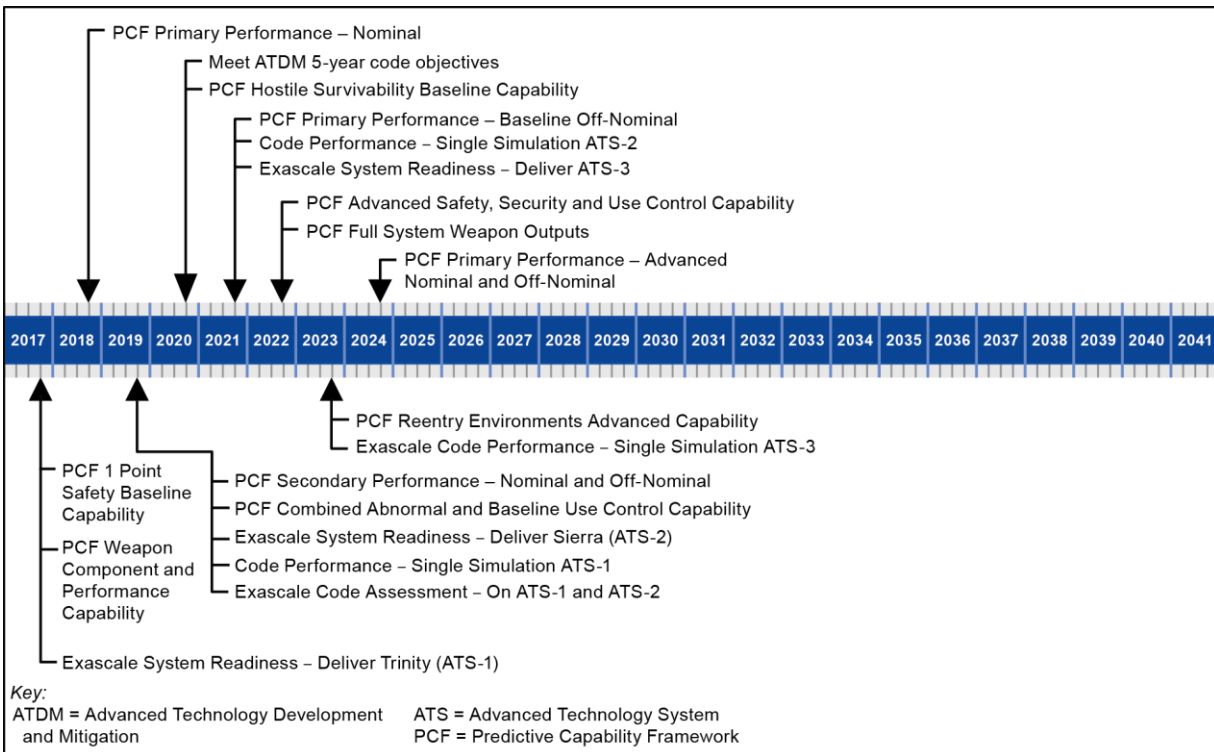 PCF Primary Performance – Nominal
Meet ATDM 5-year code objectives
PCF Hostile Survivability Baseline Capability
PCF Primary Performance – Baseline Off-Nominal
Code Performance – Single Simulation ATS-2
Exascale System Readiness – Deliver ATS-3
PCF Advanced Safety, Security and Use Control Capability
PCF Full System Weapon Outputs
PCF Primary Performance – Advanced
Nominal and Off-Nominal
2017 2018 2019 2020 2021 2022 2023 2024 2025 2026 2027 2028 2029 2030 2031 2032 2033 2034 2035 2036 2037 2038 2039 2040 2041
PCF Reentry Environments Advanced Capability
Exascale Code Performance – Single Simulation ATS-3
PCF 1 Point
Safety Baseline
Capability
PCF Weapon
Component and
Performance
Capability
PCF Secondary Performance – Nominal and Off-Nominal
PCF Combined Abnormal and Baseline Use Control Capability
Exascale System Readiness – Deliver Sierra (ATS-2)
Code Performance – Single Simulation ATS-1
Exascale Code Assessment – On ATS-1 and ATS-2
Exascale System Readiness – Deliver Trinity (ATS-1)
Key:
ATDM = Advanced Technology Development
and Mitigation
ATS = Advanced Technology System
PCF = Predictive Capability Framework